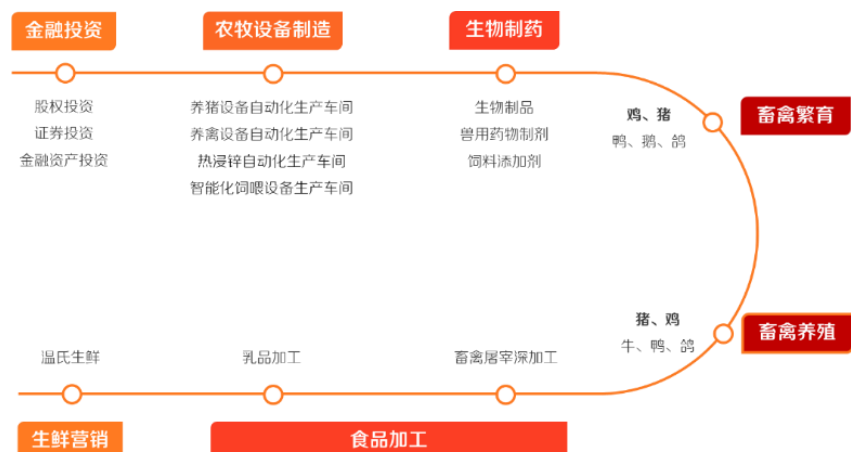 金融投资
农牧设备制造
生物制药
股权投资
证券投资
金融资产投资
养猪设备自动化生产车间
养禽设备自动化生产车间
热浸锌自动化生产车间
智能化饲喂设备生产车间
生物制品
兽用药物制剂
饲料添加剂
鸡、猪
鸭、鹅、鸽
畜禽繁育
猪、鸡
牛、鸭、鸽
畜禽养殖
畜禽屠宰深加工
乳品加工
温氏生鲜
食品加工
生鲜营销